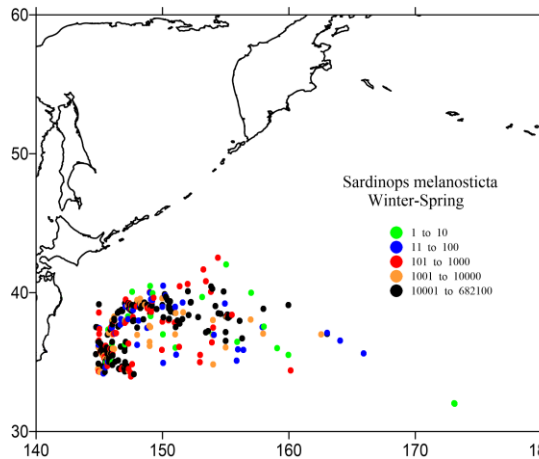 60
50
Sardinops melanosticta
Winter-Spring
1 to 10
11 to 100
101 to 1000
1001 to 10000
10001 to 682100
40
30
140 150 160 170 180